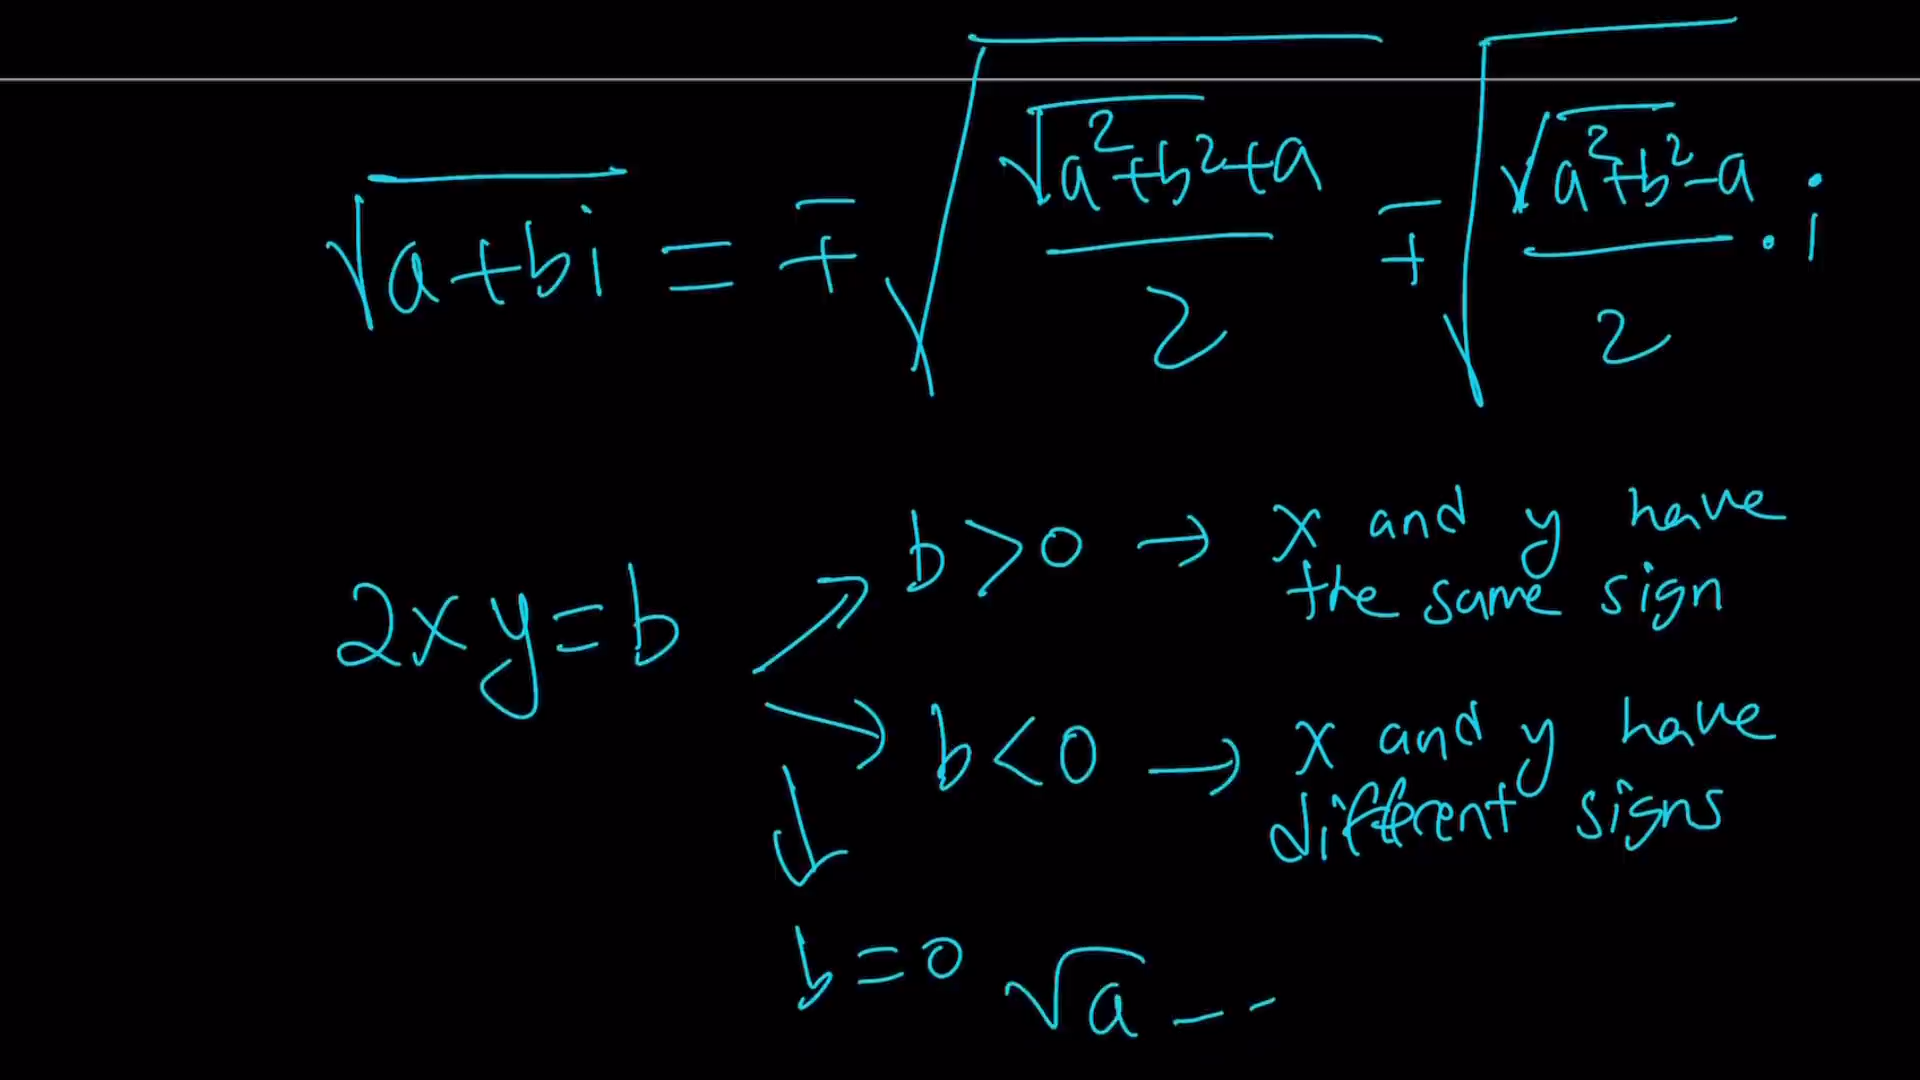 √(a+bi) = ∓ √((√(a²+b²)+a)/2) ∓ √((√(a²+b²)-a)/2) · i
2xy=b
b>0 → x and y have
the same sign
b<0 → x and y have
different signs
b=0 √a - -